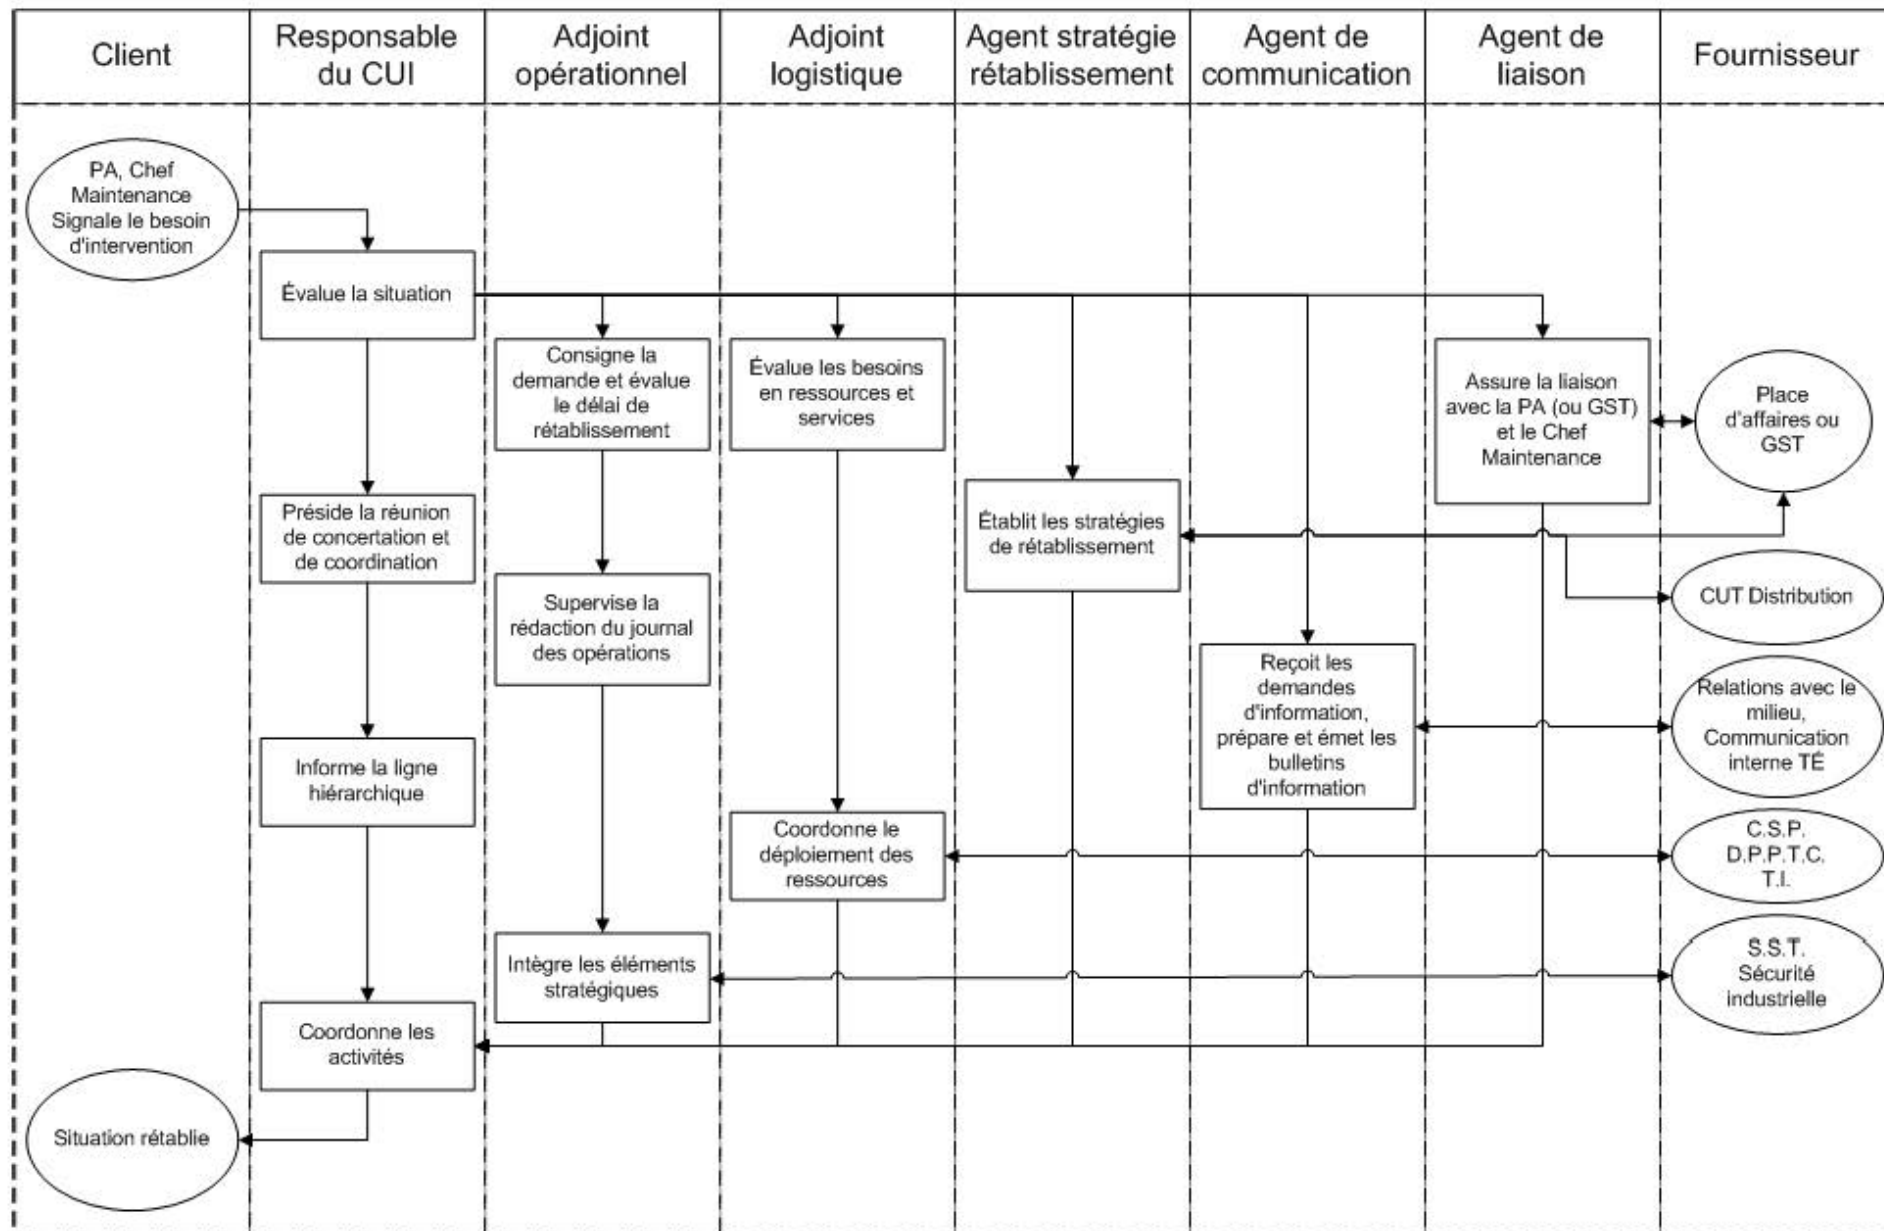 Client
Responsable
du CUI
Adjoint
opérationnel
Adjoint
logistique
Agent stratégie
rétablissement
Agent de
communication
Agent de
liaison
Fournisseur
PA, Chef
Maintenance
Signale le besoin
d'intervention
Évalue la situation
Consigne la
demande et évalue
le délai de
rétablissement
Évalue les besoins
en ressources et
services
Assure la liaison
avec la PA (ou GST)
et le Chef
Maintenance
Place
d'affaires ou
GST
Préside la réunion
de concertation et
de coordination
Établit les stratégies
de rétablissement
CUT Distribution
Supervise la
rédaction du journal
des opérations
Reçoit les
demandes
d'information,
prépare et émet les
bulletins
d'information
Relations avec le
milieu,
Communication
interne TÉ
Informe la ligne
hiérarchique
Coordonne le
déploiement des
ressources
C.S.P.
D.P.P.T.C.
T.I.
Intègre les éléments
stratégiques
S.S.T.
Sécurité
industrielle
Coordonne les
activités
Situation rétablie